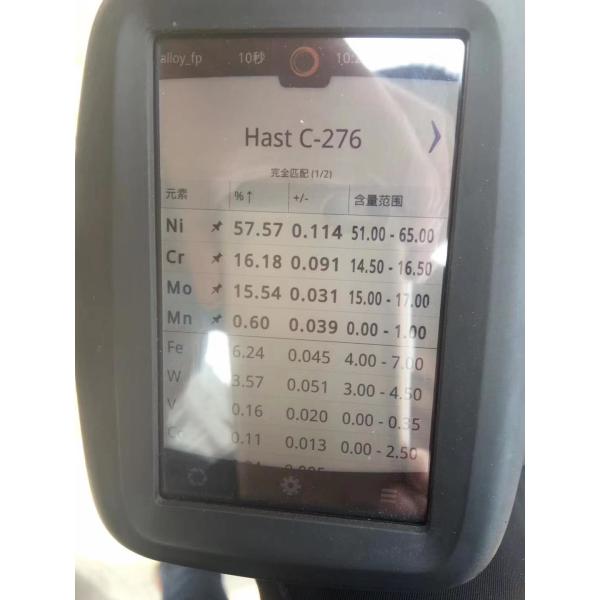 alloy_fp 10秒
Hast C-276
完全匹配 (1/2)
元素 %↑ +/- 含量范围
Ni 57.57 0.114 51.00 - 65.00
Cr 16.18 0.091 14.50 - 16.50
Mo 15.54 0.031 15.00 - 17.00
Mn 0.60 0.039 0.00 - 1.00
Fe 6.24 0.045 4.00 - 7.00
W 3.57 0.051 3.00 - 4.50
V 0.16 0.020 0.00 - 0.35
0.11 0.013 0.00 - 2.50